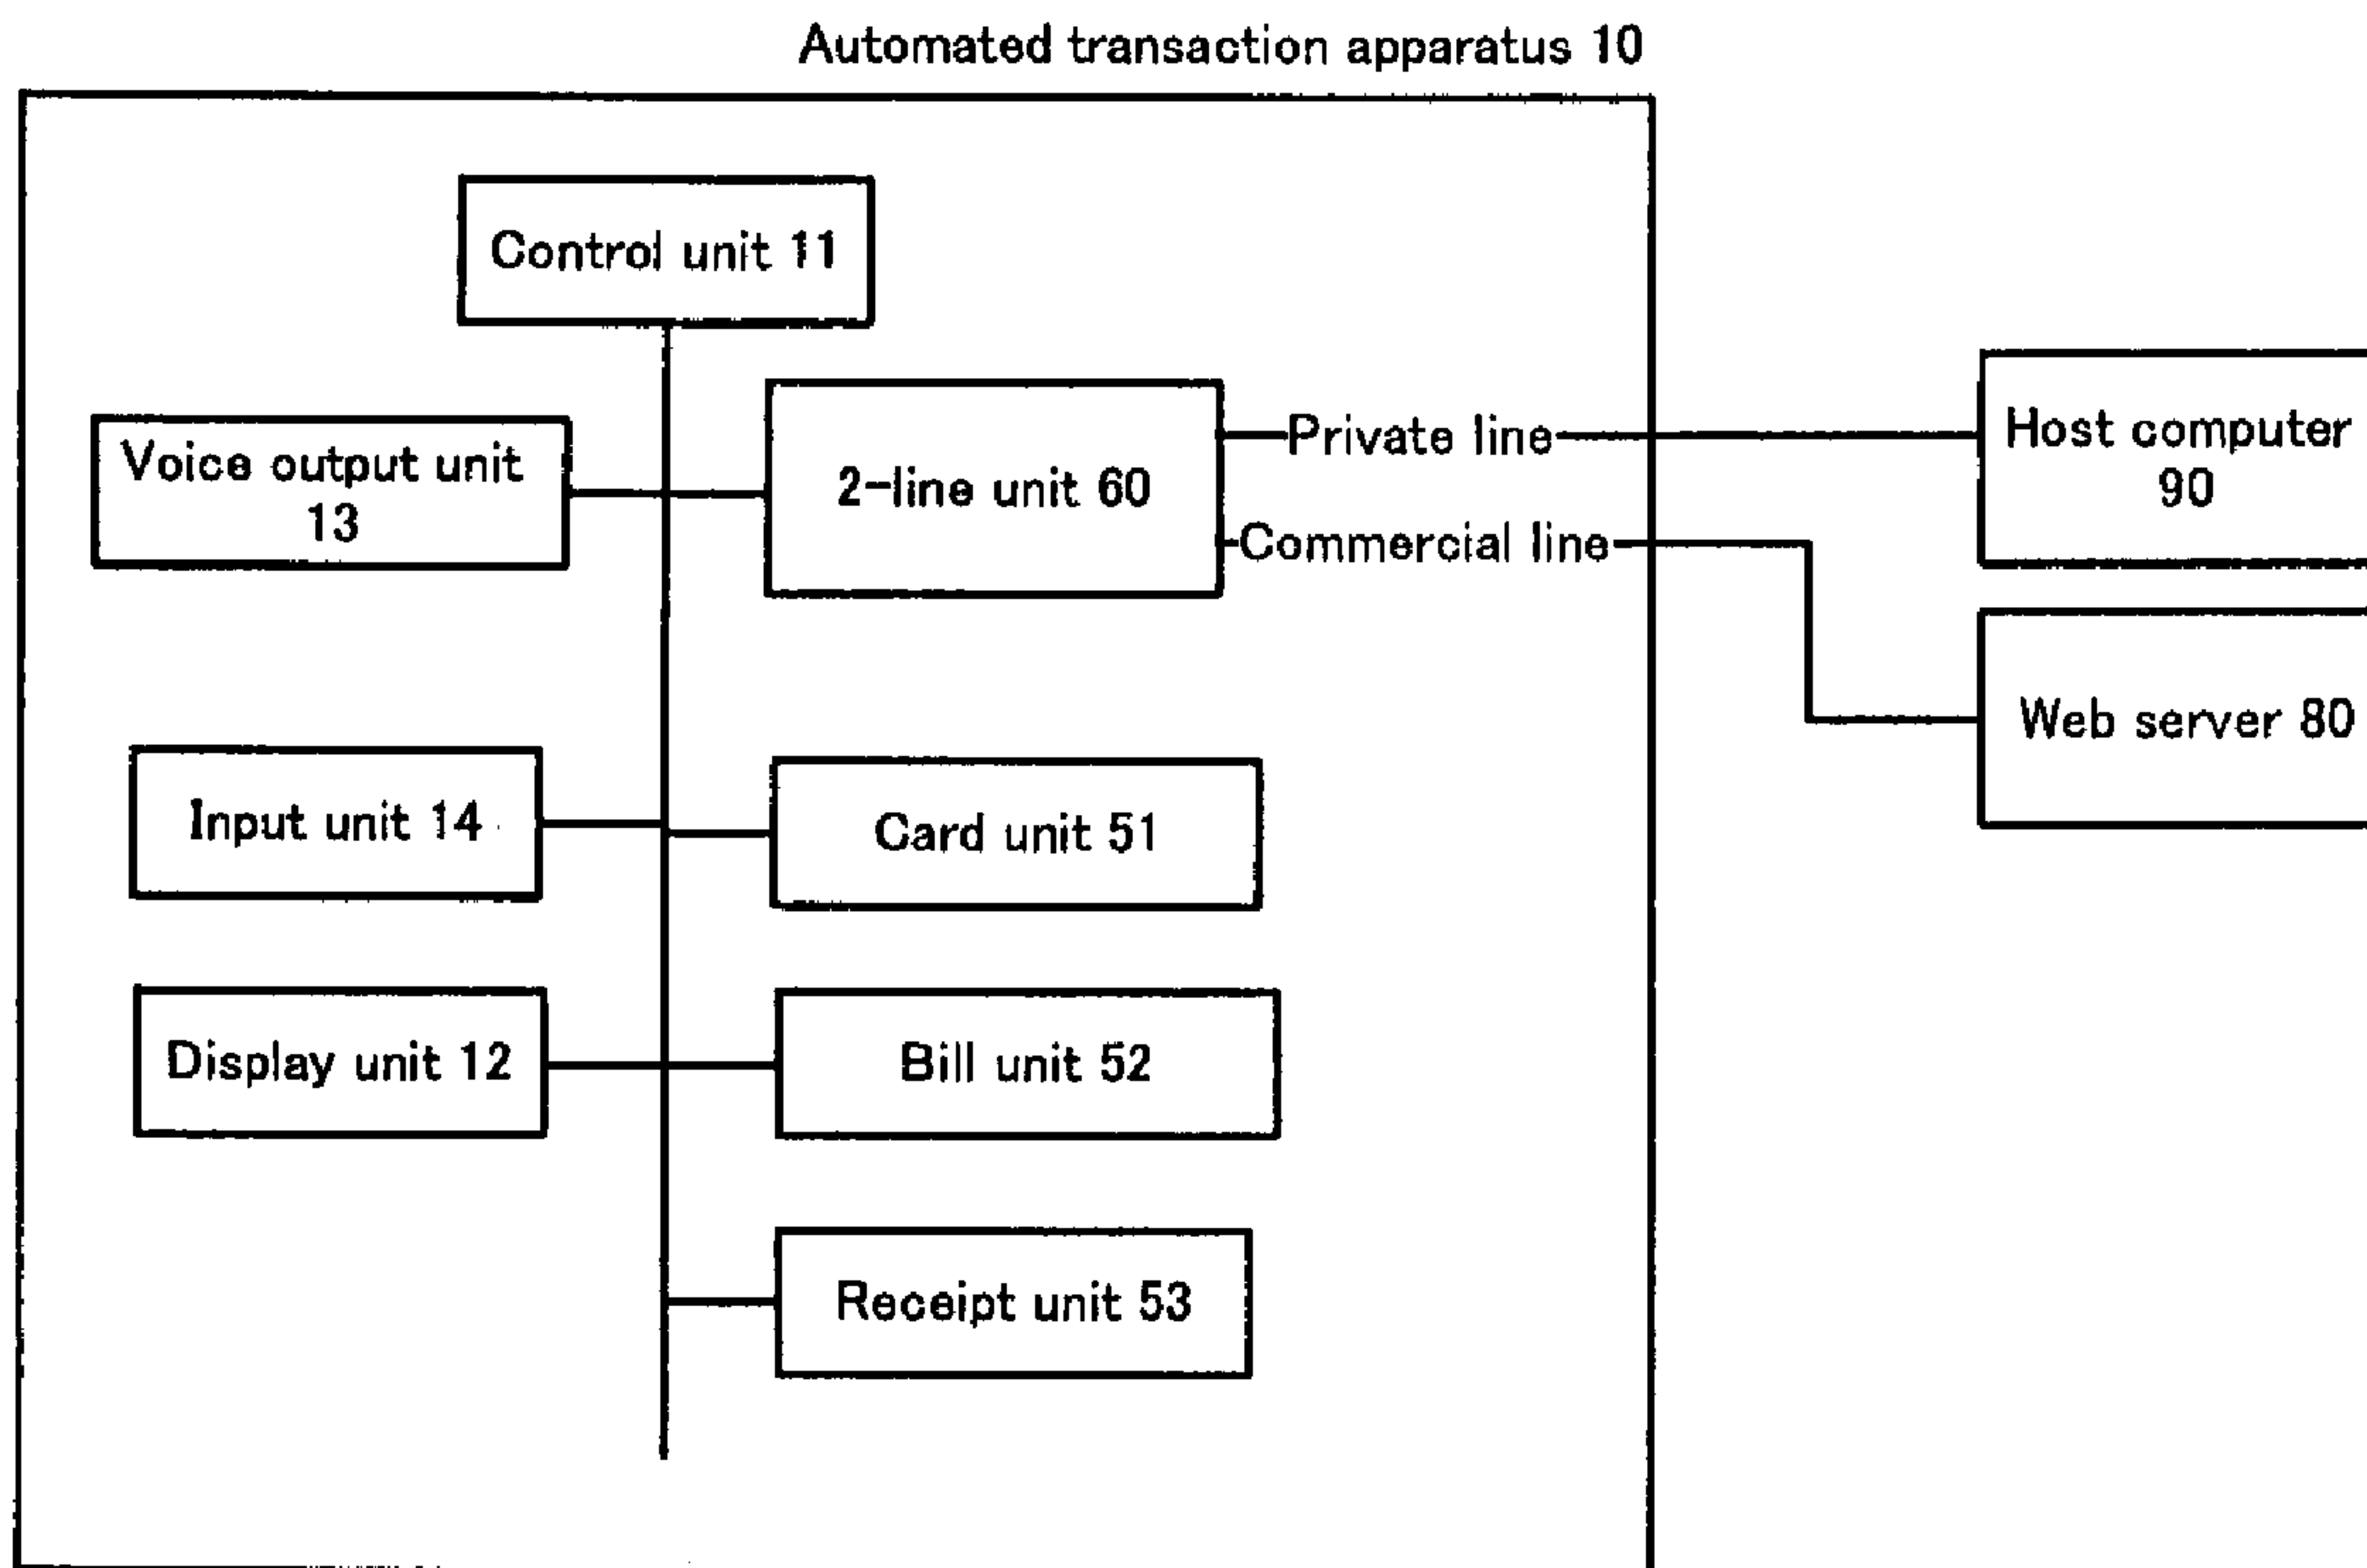 Automated transaction apparatus 10
Control unit 11
Voice output unit
13
2-line unit 60
Private line
Commercial line
Host computer
90
Web server 80
Input unit 14
Card unit 51
Display unit 12
Bill unit 52
Receipt unit 53